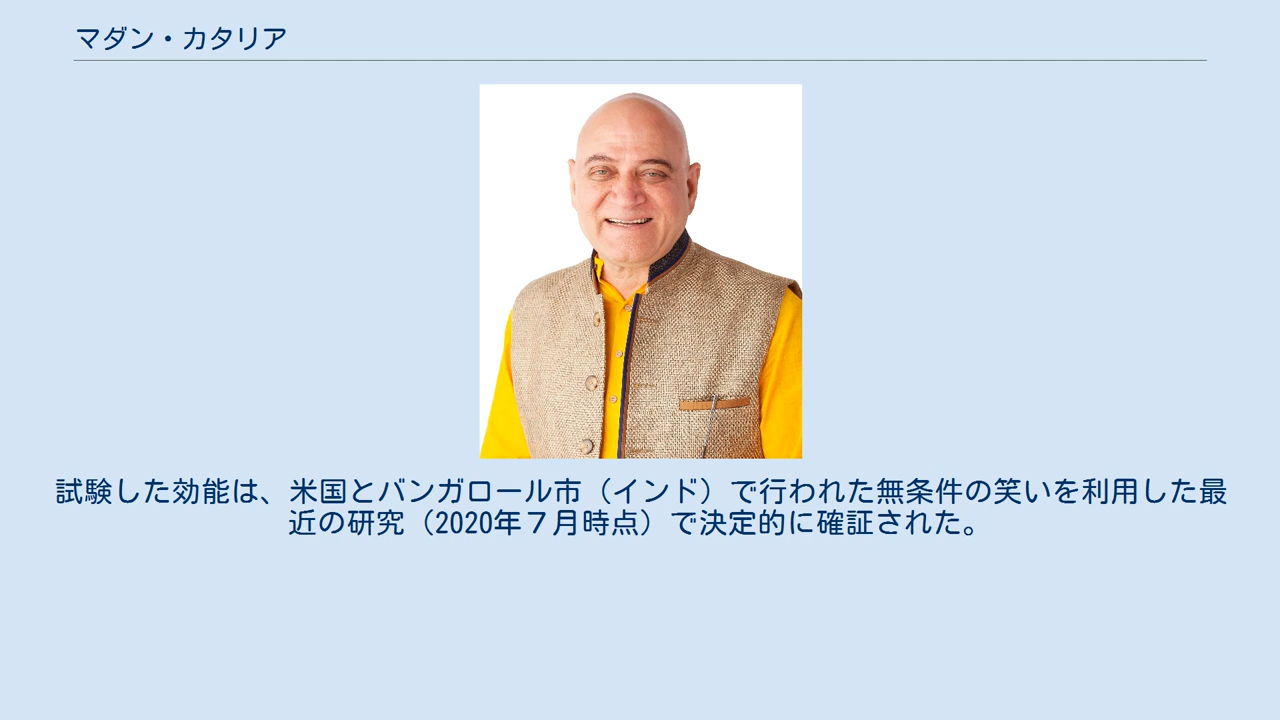 マダン・カタリア
試験した効能は、米国とバンガロール市（インド）で行われた無条件の笑いを利用した最
近の研究（2020年７月時点）で決定的に確証された。